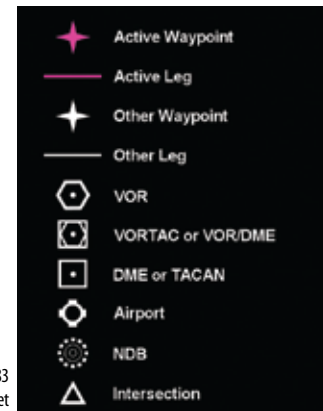 Active Waypoint
Active Leg
Other Waypoint
Other Leg
VOR
VORTAC or VOR/DME
DME or TACAN
Airport
NDB
Intersection